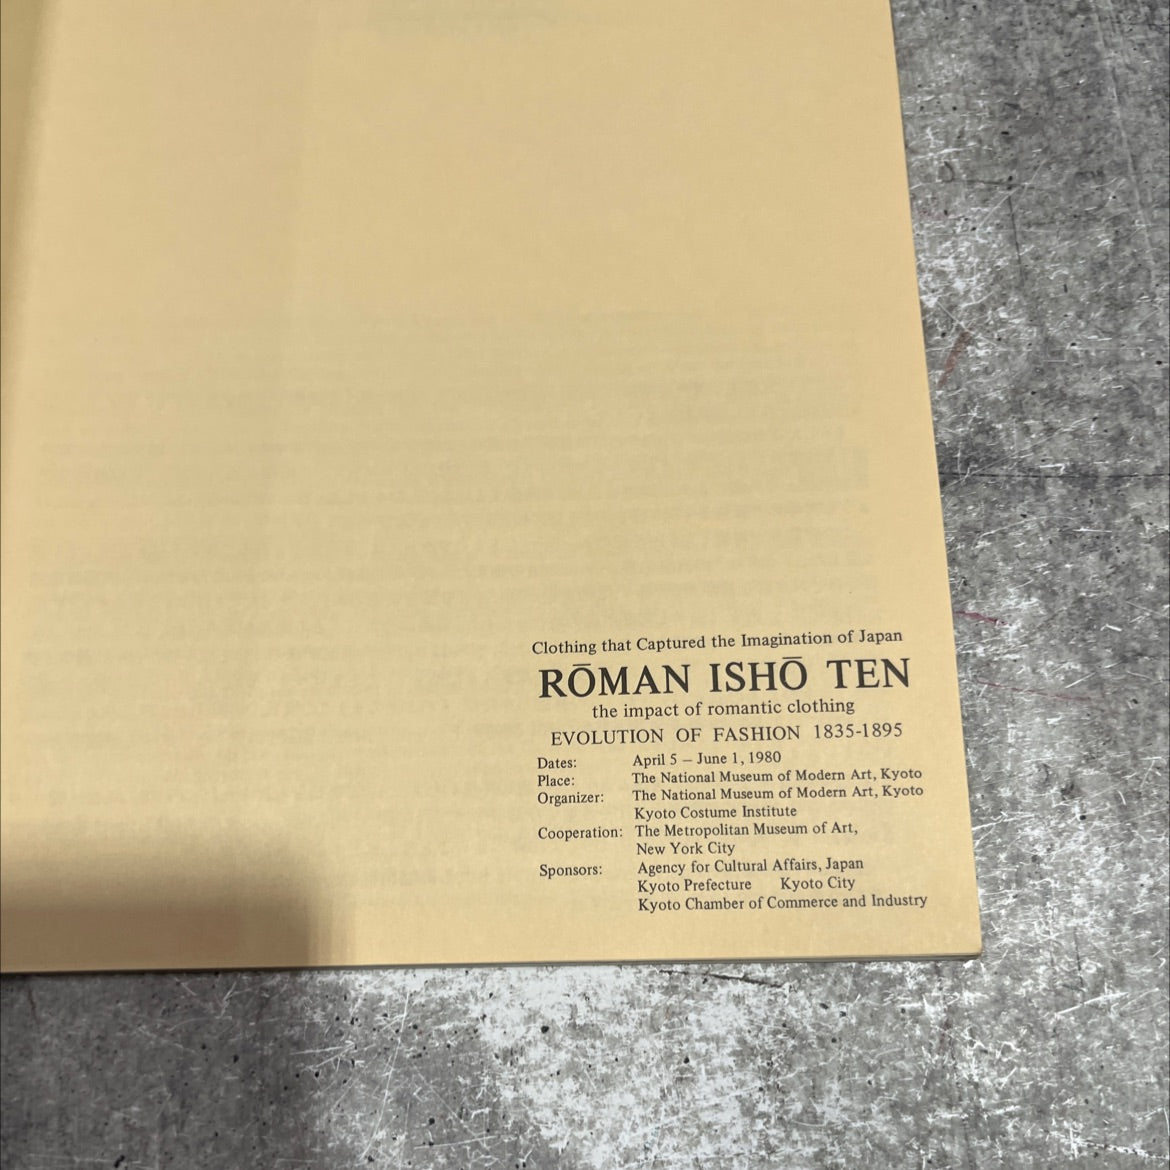 Clothing that Captured the Imagination of Japan
RŌMAN ISHŌ TEN
the impact of romantic clothing
EVOLUTION OF FASHION 1835-1895
Dates: April 5 – June 1, 1980
Place: The National Museum of Modern Art, Kyoto
Organizer: The National Museum of Modern Art, Kyoto
Kyoto Costume Institute
Cooperation: The Metropolitan Museum of Art,
New York City
Sponsors: Agency for Cultural Affairs, Japan
Kyoto Prefecture Kyoto City
Kyoto Chamber of Commerce and Industry